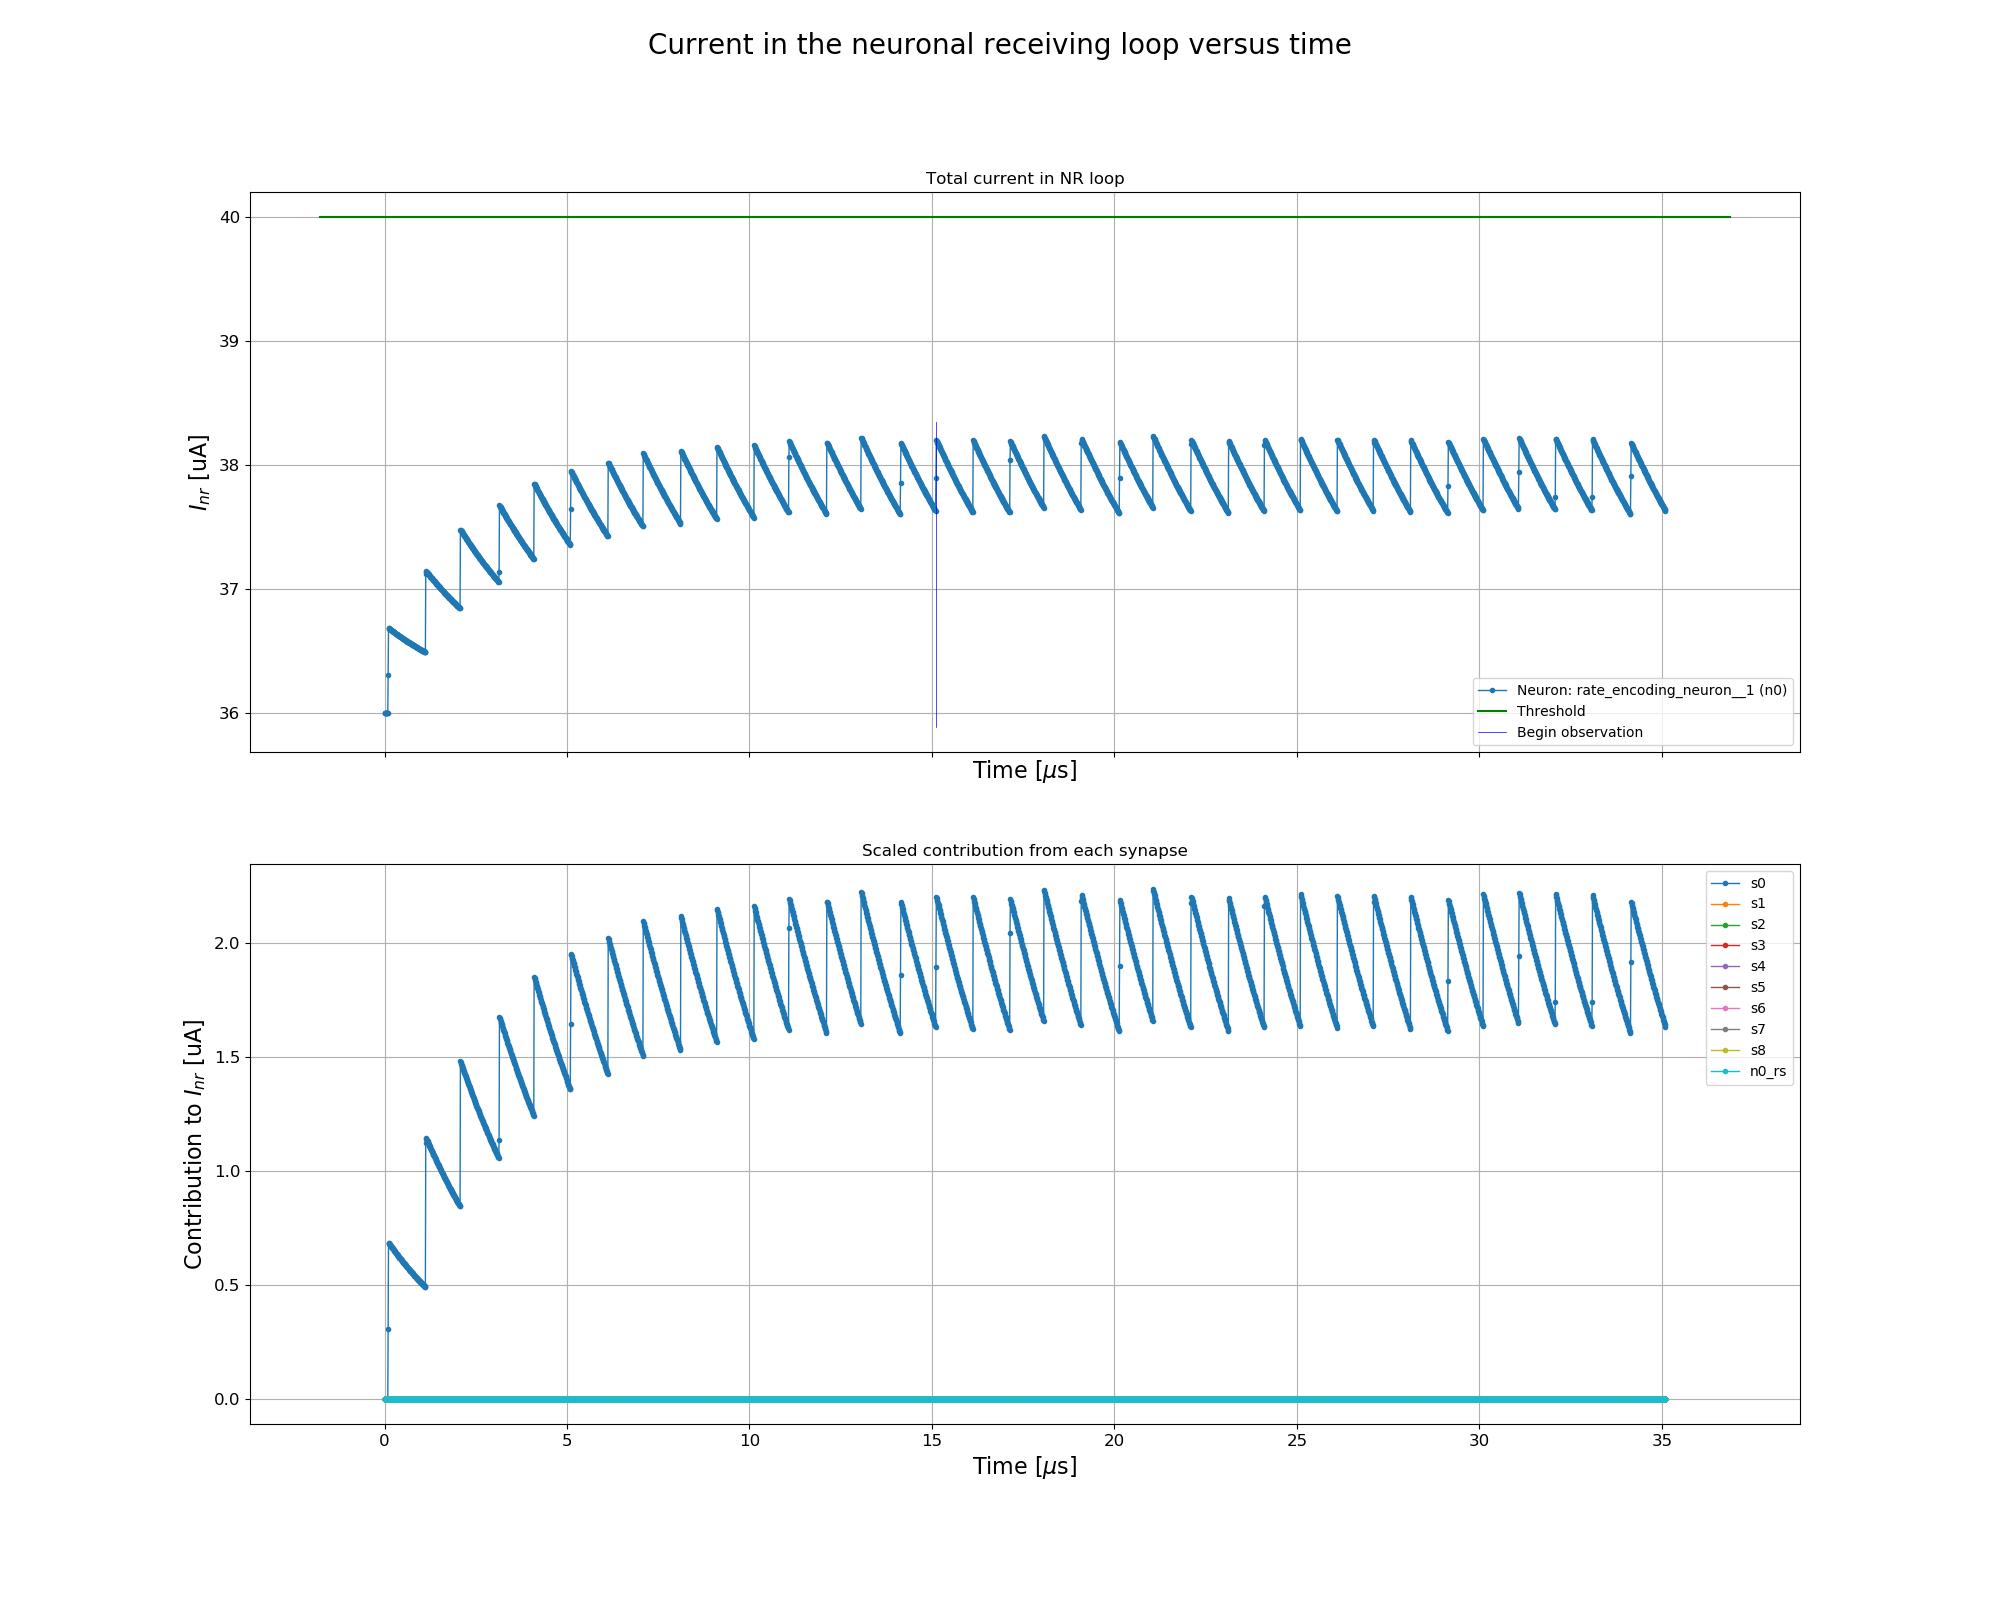 Current in the neuronal receiving loop versus time
Total current in NR loop
40
39
38
37
36
I_nr [uA]
Neuron: rate_encoding_neuron__1 (n0)
Threshold
Begin observation
Time [μs]
Scaled contribution from each synapse
2.0
1.5
1.0
0.5
0.0
Contribution to I_nr [uA]
s0
s1
s2
s3
s4
s5
s6
s7
s8
n0_rs
0 5 10 15 20 25 30 35
Time [μs]